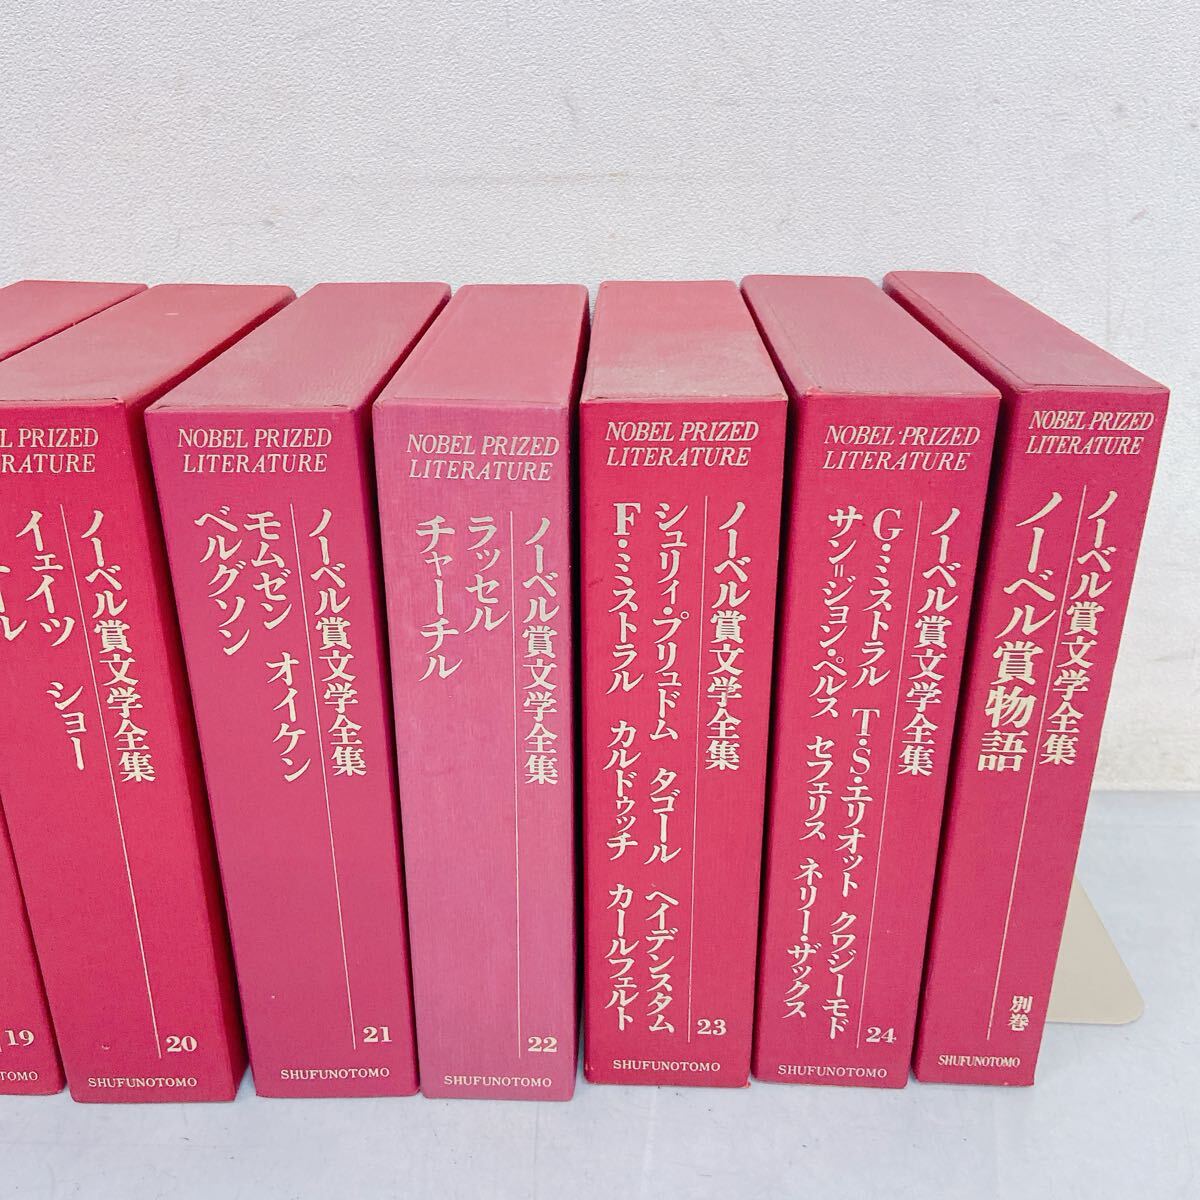 19
OTOMO
L PRIZED
RATURE
ノーベル賞文学全集
イェイツ ショー
ール
20
SHUFUNOTOMO
NOBEL PRIZED
LITERATURE
ノーベル賞文学全集
モムゼン オイケン
ベルグソン
21
SHUFUNOTOMO
NOBEL PRIZED
LITERATURE
ノーベル賞文学全集
ラッセル
チャーチル
22
SHUFUNOTOMO
NOBEL PRIZED
LITERATURE
ノーベル賞文学全集
シュリィ・プリュドム タゴール ヘイデンスタム
F・ミストラル カルドゥッチ カールフェルト
23
SHUFUNOTOMO
NOBEL PRIZED
LITERATURE
ノーベル賞文学全集
G・ミストラル T・S・エリオット クワジーモド
サン=ジョン・ペルス セフェリス ネリー・ザックス
24
SHUFUNOTOMO
NOBEL PRIZED
LITERATURE
ノーベル賞文学全集
ノーベル賞物語
別巻
SHUFUNOTOMO